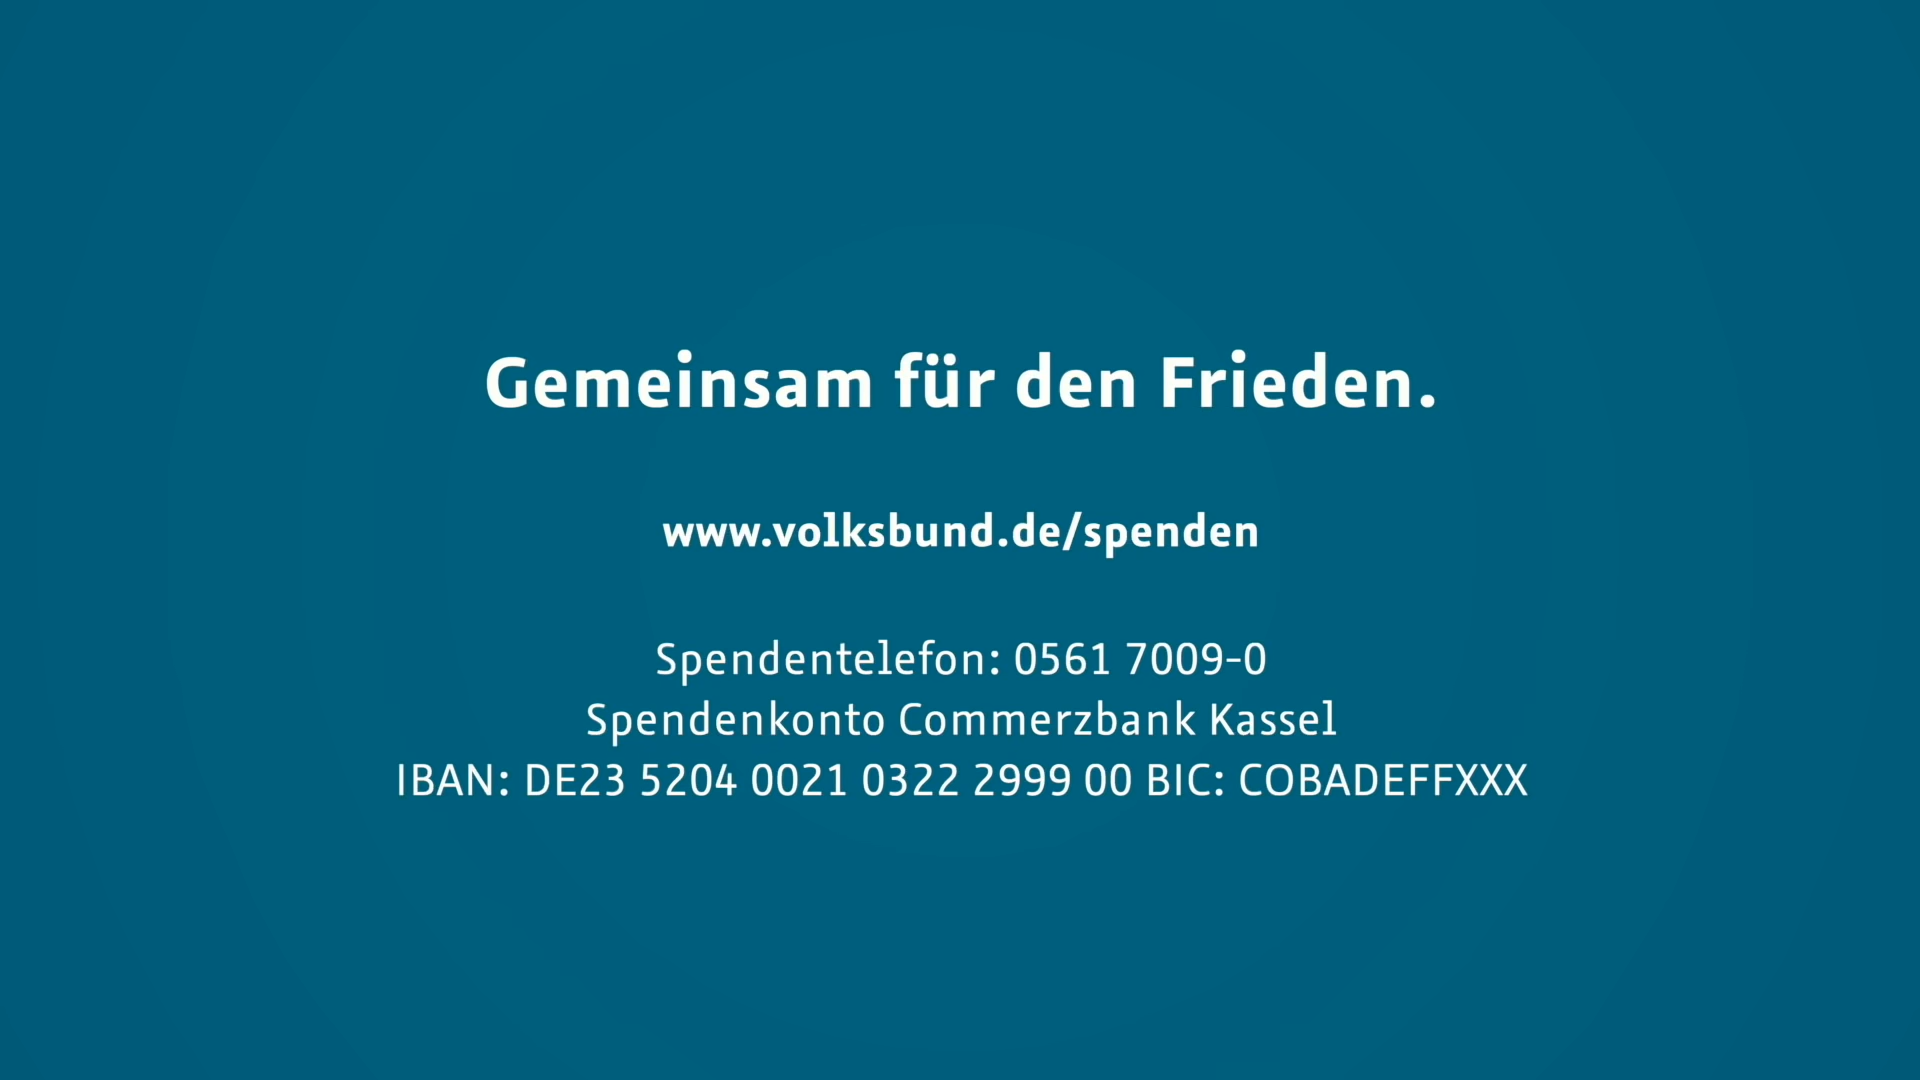 Gemeinsam für den Frieden.
www.volksbund.de/spenden
Spendentelefon: 0561 7009-0
Spendenkonto Commerzbank Kassel
IBAN: DE23 5204 0021 0322 2999 00 BIC: COBADEFFXXX